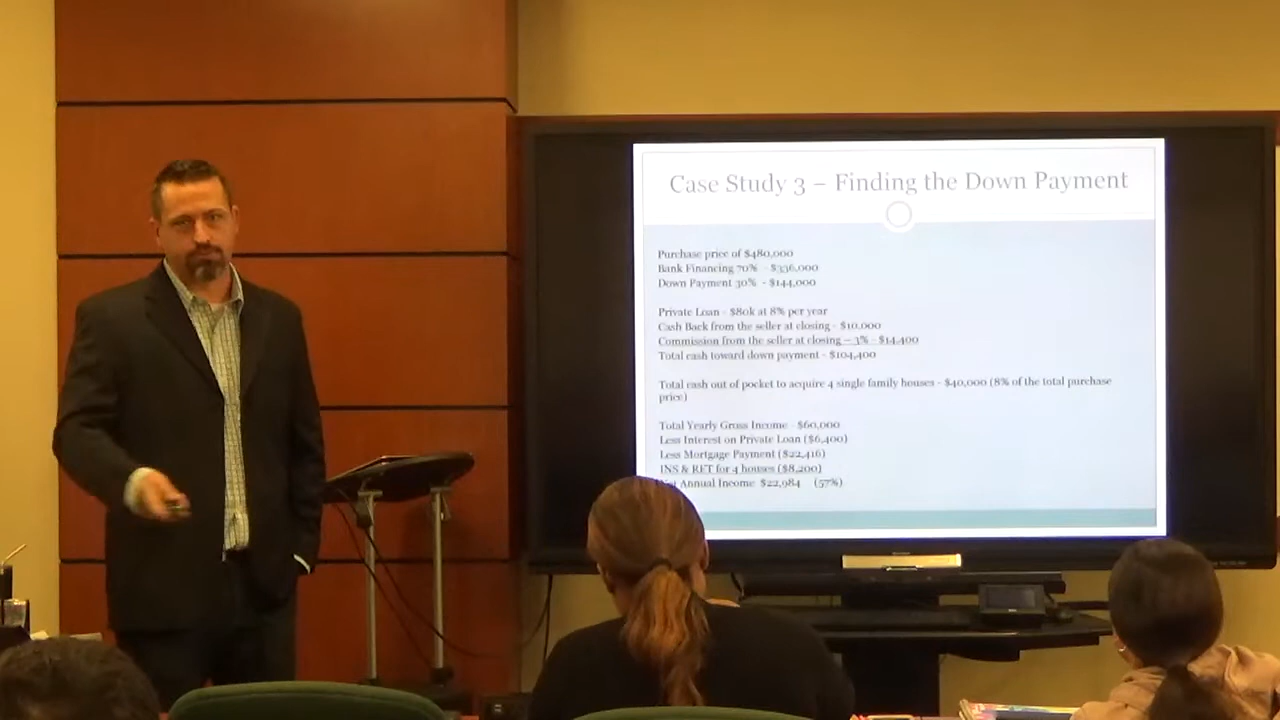 Case Study 3 – Finding the Down Payment
Purchase price of $480,000
Bank Financing 70% - $336,000
Down Payment 30% - $144,000
Private Loan - $80k at 8% per year
Cash Back from the seller at closing - $10,000
Commission from the seller at closing – 3% - $14,400
Total cash toward down payment - $104,400
Total cash out of pocket to acquire 4 single family houses - $40,000 (8% of the total purchase
price)
Total Yearly Gross Income - $60,000
Less Interest on Private Loan ($6,400)
Less Mortgage Payment ($22,416)
INS & RET for 4 houses ($8,200)
Annual Income $22,984 (57%)